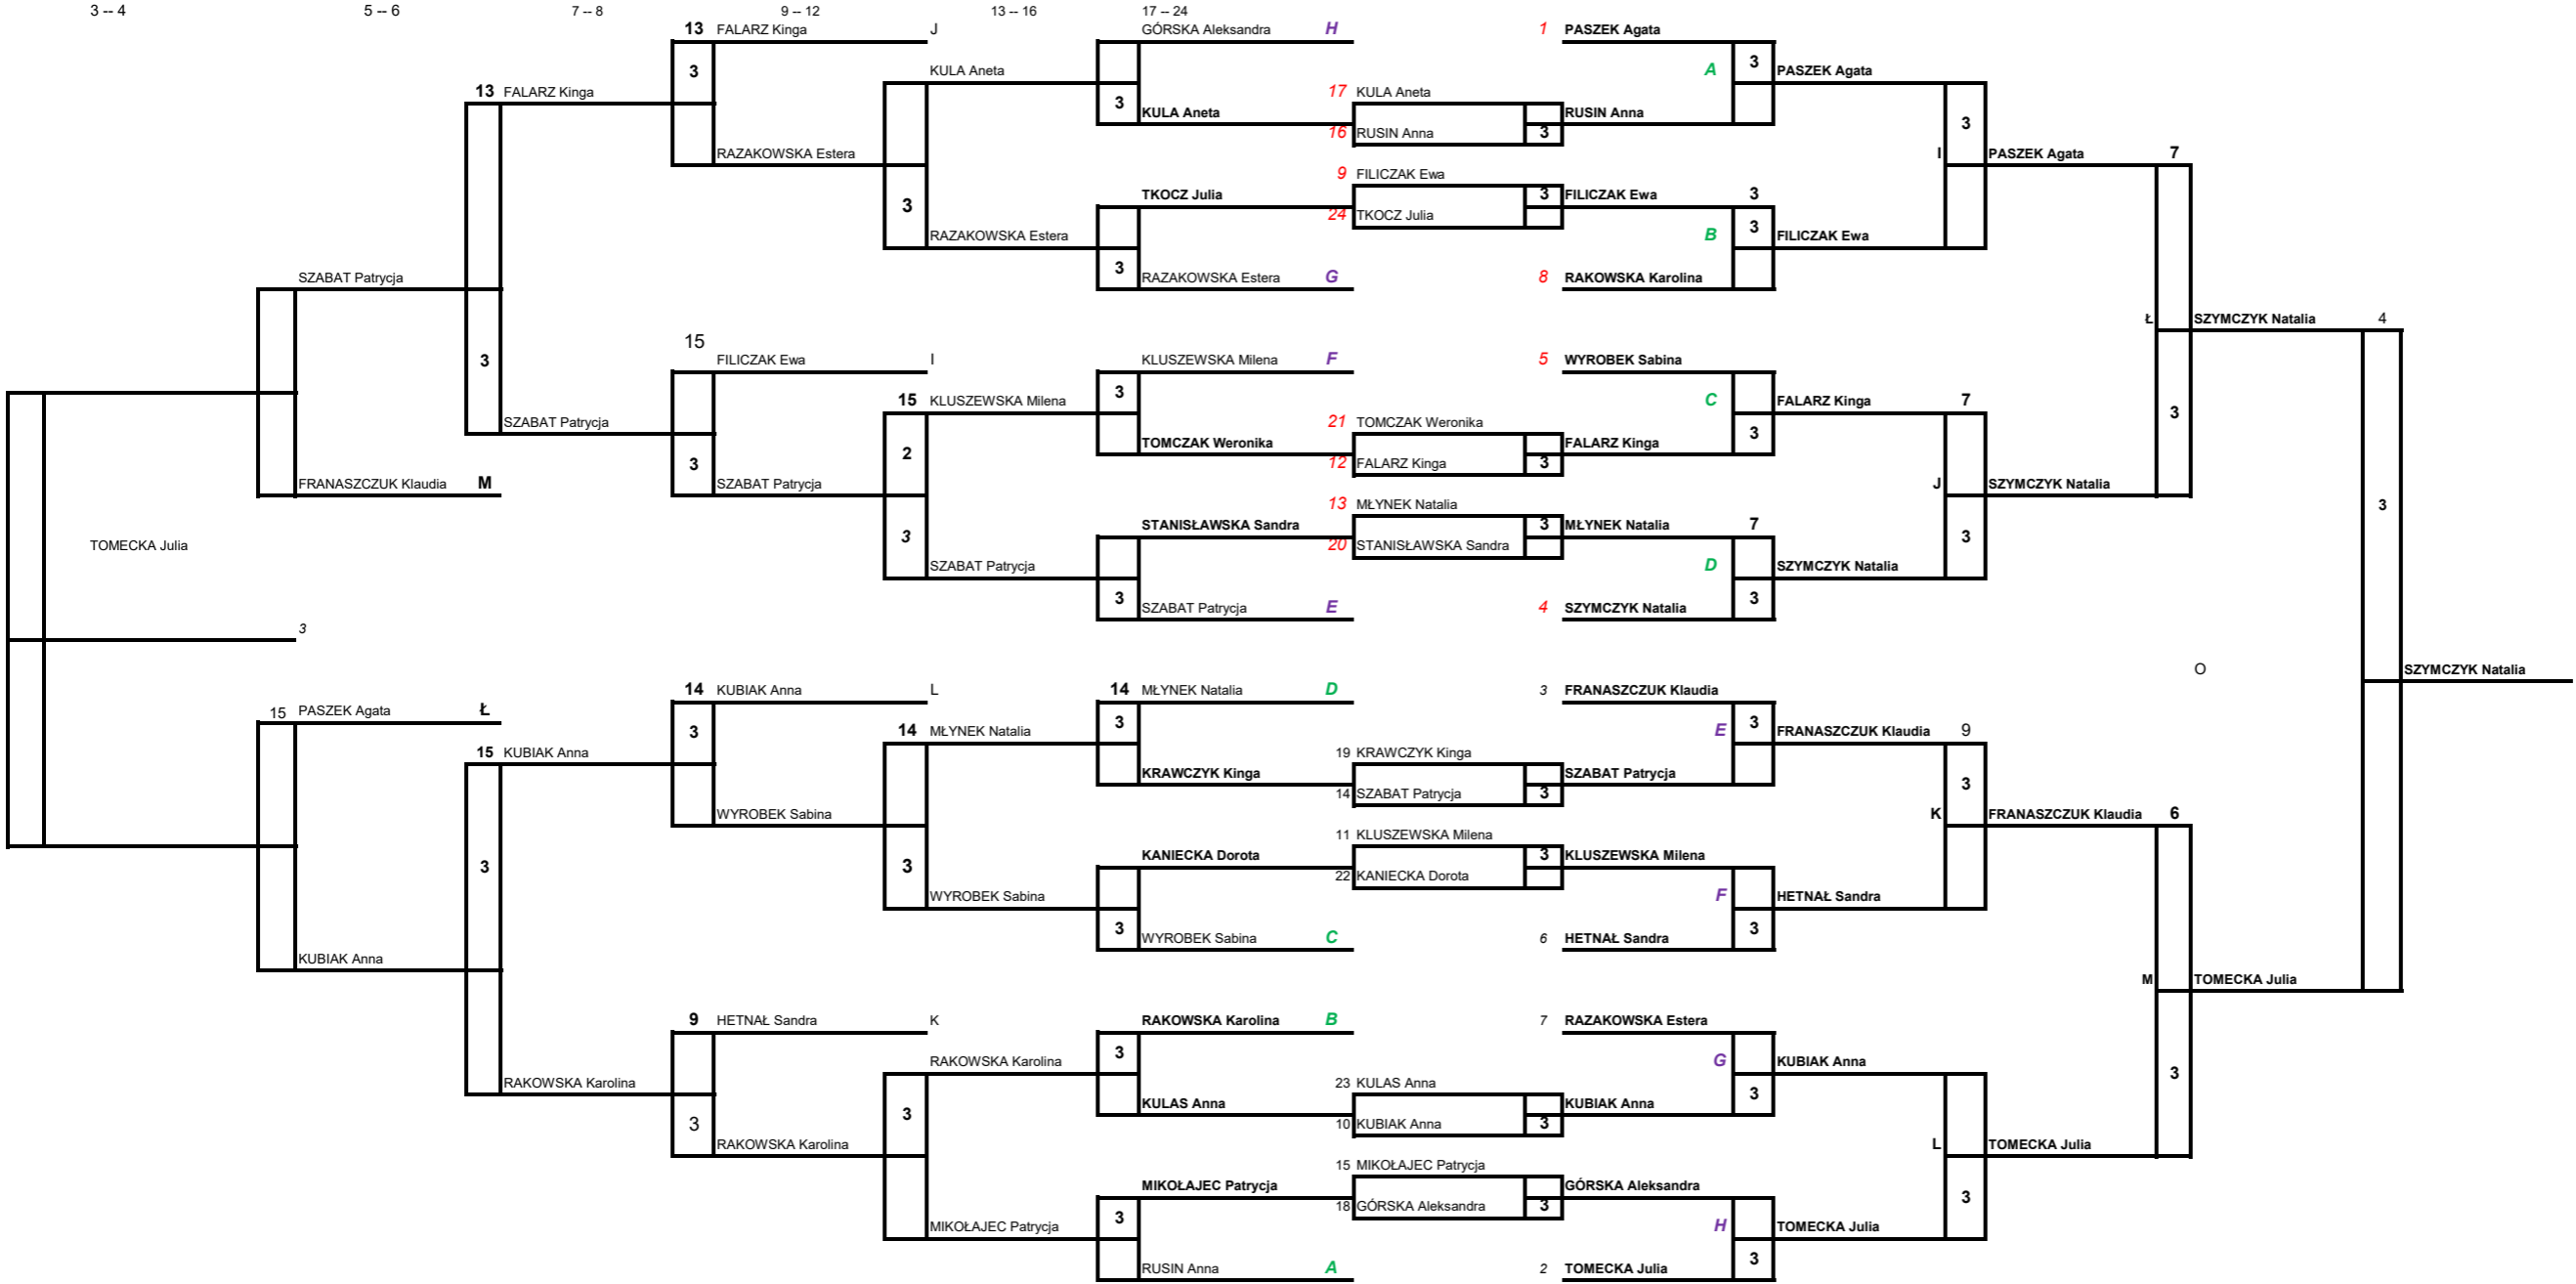 3 -- 4
5 -- 6
7 -- 8
9 -- 12
13 -- 16
17 -- 24
13 FALARZ Kinga J
GÓRSKA Aleksandra H
1 PASZEK Agata
3
KULA Aneta
A
3
PASZEK Agata
13 FALARZ Kinga
3
KULA Aneta
17 KULA Aneta
RUSIN Anna
16 RUSIN Anna
3
3
RAZAKOWSKA Estera
I
PASZEK Agata
7
9 FILICZAK Ewa
TKOCZ Julia
3
FILICZAK Ewa
3
3
24 TKOCZ Julia
RAZAKOWSKA Estera
B
3
FILICZAK Ewa
SZABAT Patrycja
3
RAZAKOWSKA Estera G
8 RAKOWSKA Karolina
Ł
SZYMCZYK Natalia
4
15
FILICZAK Ewa I
KLUSZEWSKA Milena F
5 WYROBEK Sabina
3
15 KLUSZEWSKA Milena
3
C
FALARZ Kinga
7
3
SZABAT Patrycja
TOMCZAK Weronika
21 TOMCZAK Weronika
FALARZ Kinga
3
2
12 FALARZ Kinga
3
3
FRANASZCZUK Klaudia M
SZABAT Patrycja
J
SZYMCZYK Natalia
13 MŁYNEK Natalia
3
STANISŁAWSKA Sandra
3
MŁYNEK Natalia
7
TOMECKA Julia
3
20 STANISŁAWSKA Sandra
3
SZABAT Patrycja
D
SZYMCZYK Natalia
3
SZABAT Patrycja E
4 SZYMCZYK Natalia
3
3
O
SZYMCZYK Natalia
14 KUBIAK Anna L
14 MŁYNEK Natalia D
3 FRANASZCZUK Klaudia
15 PASZEK Agata Ł
3
14 MŁYNEK Natalia
3
E
3
FRANASZCZUK Klaudia
9
15 KUBIAK Anna
19 KRAWCZYK Kinga
KRAWCZYK Kinga
SZABAT Patrycja
3
14 SZABAT Patrycja
3
WYROBEK Sabina
K
FRANASZCZUK Klaudia
6
11 KLUSZEWSKA Milena
3
3
KANIECKA Dorota
3
KLUSZEWSKA Milena
22 KANIECKA Dorota
WYROBEK Sabina
F
HETNAŁ Sandra
3
WYROBEK Sabina C
6 HETNAŁ Sandra
3
KUBIAK Anna
M
TOMECKA Julia
9 HETNAŁ Sandra K
RAKOWSKA Karolina B
7 RAZAKOWSKA Estera
RAKOWSKA Karolina
3
G
KUBIAK Anna
RAKOWSKA Karolina
23 KULAS Anna
3
KULAS Anna
KUBIAK Anna
3
3
3
10 KUBIAK Anna
3
RAKOWSKA Karolina
L
TOMECKA Julia
15 MIKOŁAJEC Patrycja
MIKOŁAJEC Patrycja
GÓRSKA Aleksandra
3
18 GÓRSKA Aleksandra
3
3
MIKOŁAJEC Patrycja
H
TOMECKA Julia
3
RUSIN Anna A
2 TOMECKA Julia